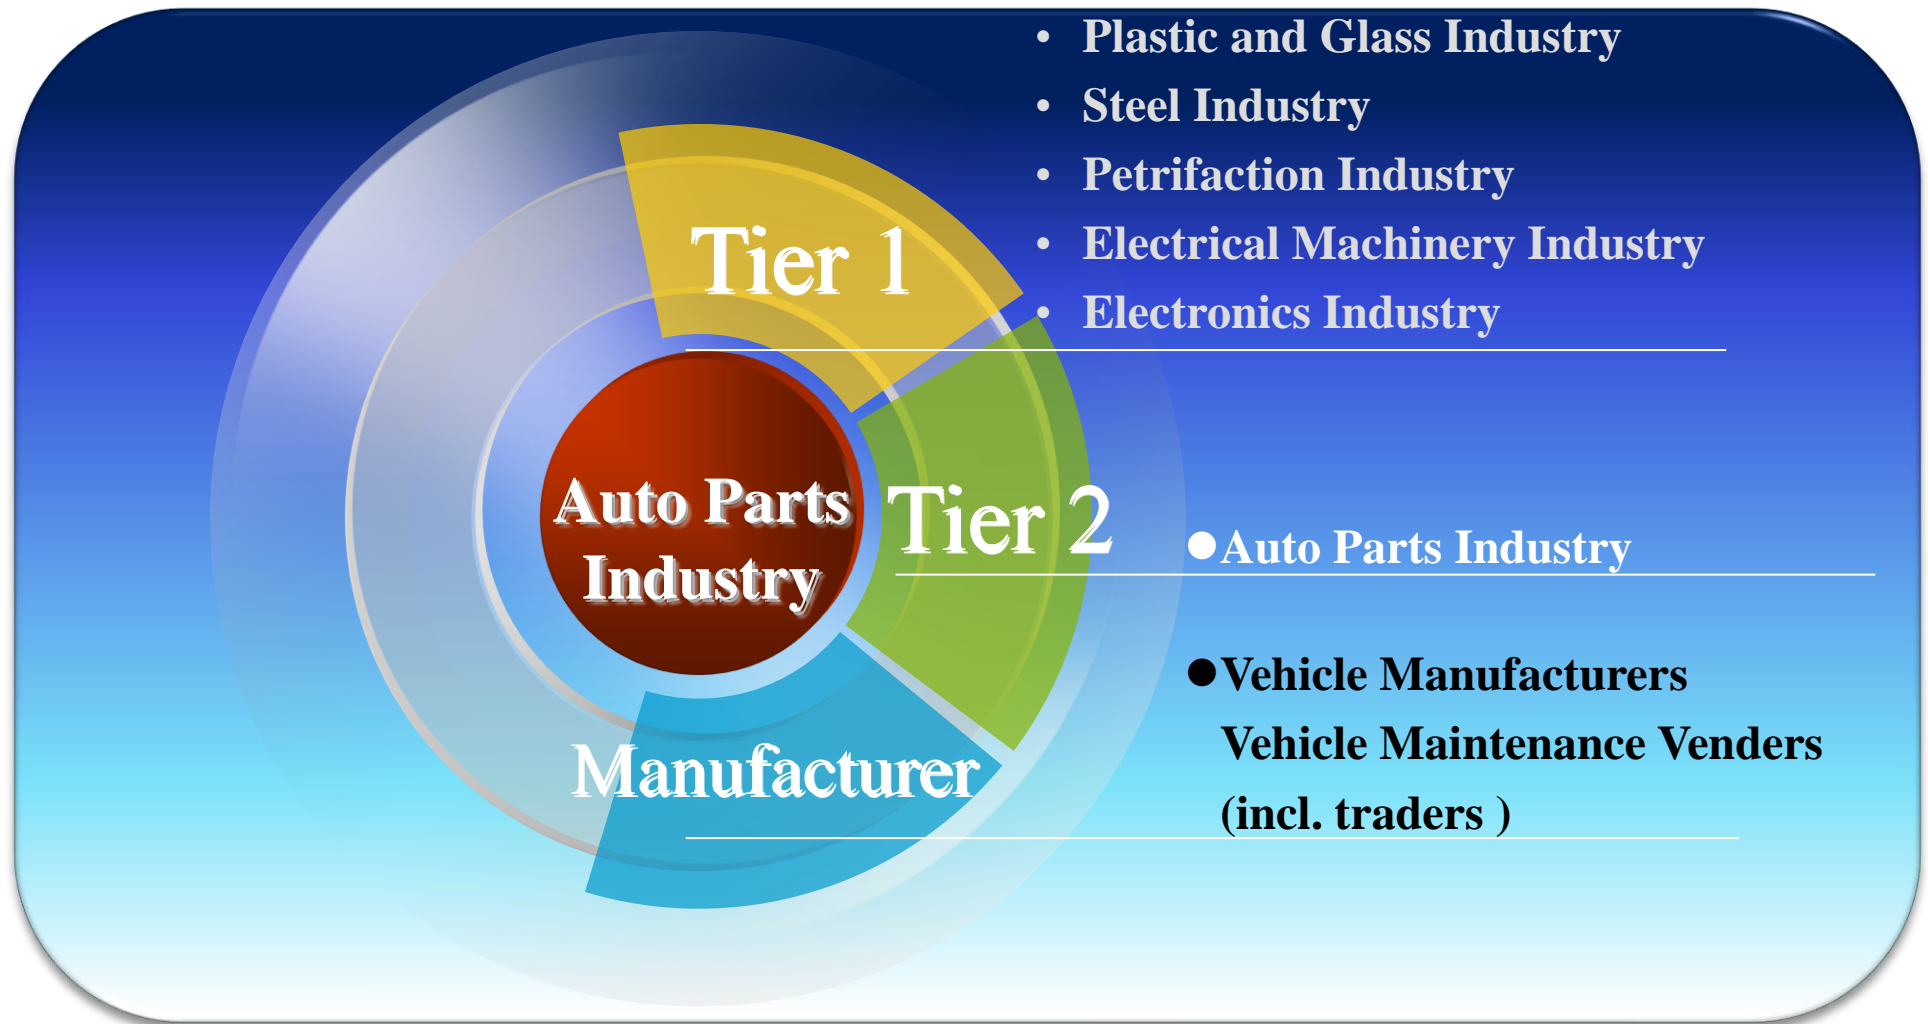 • Plastic and Glass Industry
• Steel Industry
• Petrifaction Industry
• Electrical Machinery Industry
• Electronics Industry
Tier 1
Auto Parts
Industry
Tier 2
●Auto Parts Industry
●Vehicle Manufacturers
Vehicle Maintenance Venders
(incl. traders )
Manufacturer